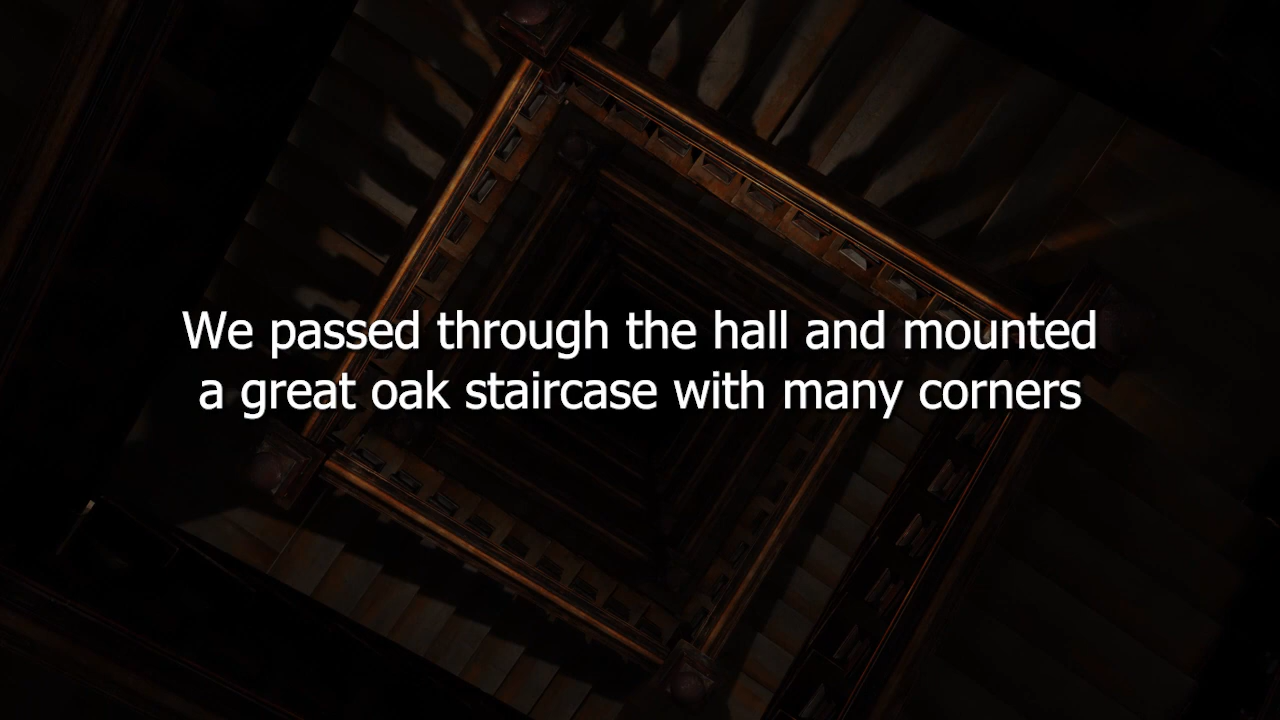 We passed through the hall and mounted
a great oak staircase with many corners